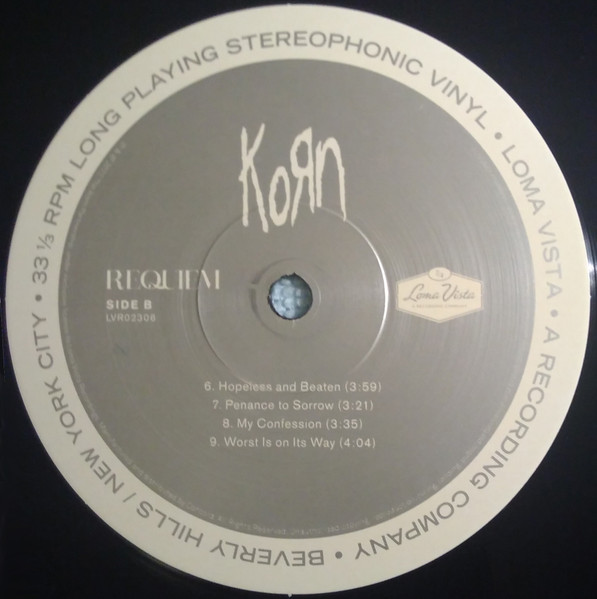 33 ⅓ RPM LONG PLAYING STEREOPHONIC VINYL • LOMA VISTA • A RECORDING COMPANY • BEVERLY HILLS / NEW YORK CITY •
KoЯn
REQUIEM
SIDE B
LVR02308
Loma Vista
6. Hopeless and Beaten (3:59)
7. Penance to Sorrow (3:21)
8. My Confession (3:35)
9. Worst Is on Its Way (4:04)